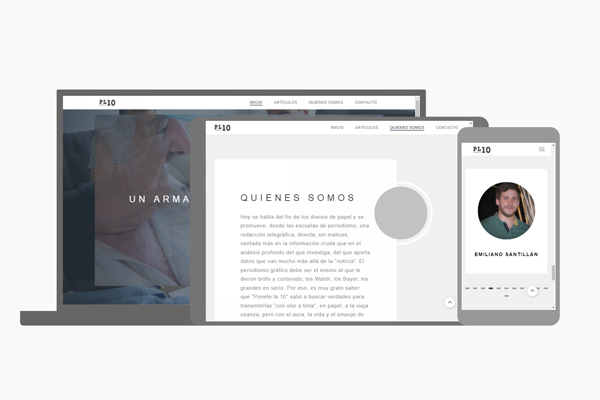 PL10
INICIO ARTÍCULOS QUIENES SOMOS CONTACTO
UN ARMA
PL10
INICIO ARTÍCULOS QUIENES SOMOS CONTACTO
QUIENES SOMOS
Hoy se habla del fin de los diarios de papel y se
promueve, desde las escuelas de periodismo, una
redacción telegráfica, directa, sin matices,
sentada más en la información cruda que en el
análisis profundo del que investiga, del que aporta
datos que van mucho más allá de la "noticia". El
periodismo gráfico debe ser el mismo al que le
dieron brillo y contenido, los Walsh, los Bayer, los
grandes en serio. Por eso, es muy grato saber
que "Ponete la 10" salió a buscar verdades para
transmitirlas "con olor a tinta", en papel, a la vieja
usanza, pero con el aura, la vida y el empuje de
PL10
EMILIANO SANTILLÁN